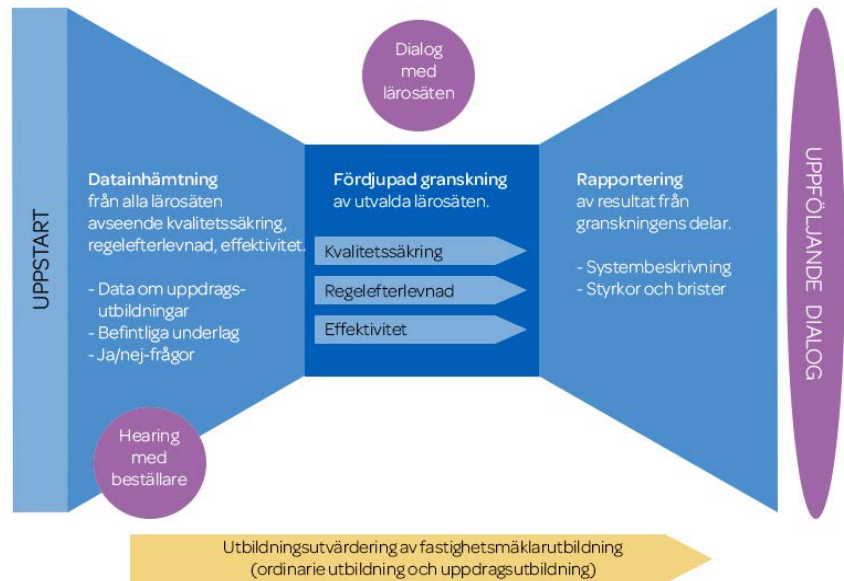 UPPSTART
Datainhämtning
från alla lärosäten
avseende kvalitetssäkring,
regelefterlevnad, effektivitet.
- Data om uppdrags-
utbildningar
- Befintliga underlag
- Ja/nej-frågor
Hearing
med
beställare
Dialog
med
lärosäten
Fördjupad granskning
av utvalda lärosäten.
Kvalitetssäkring
Regelefterlevnad
Effektivitet
Rapportering
av resultat från
granskningens delar.
- Systembeskrivning
- Styrkor och brister
UPPFÖLJANDE DIALOG
Utbildningsutvärdering av fastighetsmäklarutbildning
(ordinarie utbildning och uppdragsutbildning)